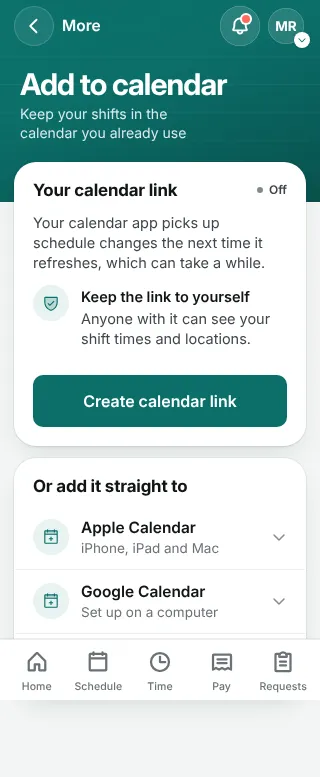 More
MR
Add to calendar
Keep your shifts in the
calendar you already use
Your calendar link
Off
Your calendar app picks up
schedule changes the next time it
refreshes, which can take a while.
Keep the link to yourself
Anyone with it can see your
shift times and locations.
Create calendar link
Or add it straight to
Apple Calendar
iPhone, iPad and Mac
Google Calendar
Set up on a computer
Home
Schedule
Time
Pay
Requests